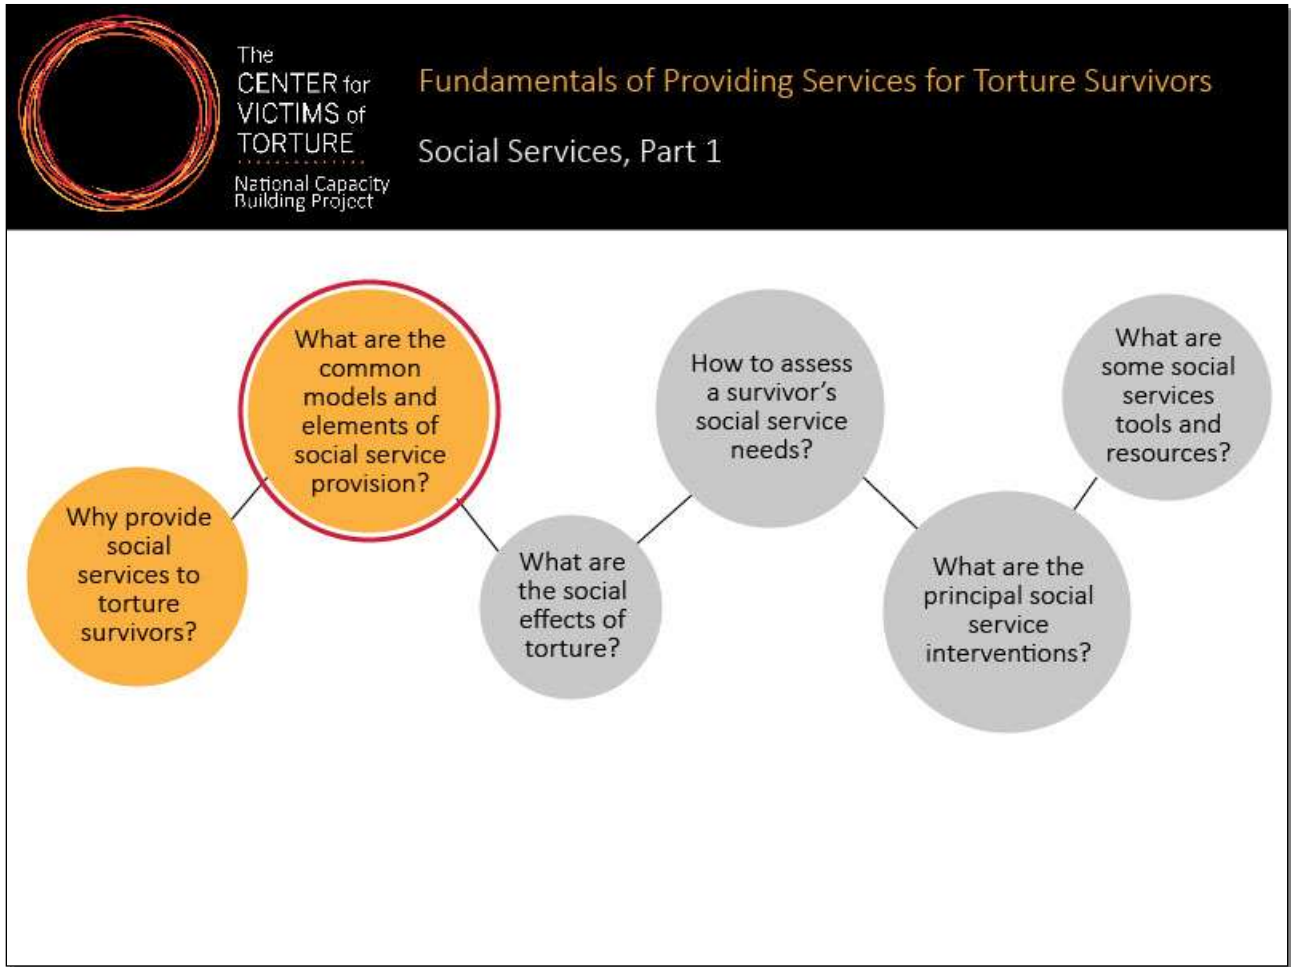 The
CENTER for
VICTIMS of
TORTURE
National Capacity
Building Project
Fundamentals of Providing Services for Torture Survivors
Social Services, Part 1
Why provide
social
services to
torture
survivors?
What are the
common
models and
elements of
social service
provision?
What are
the social
effects of
torture?
How to assess
a survivor’s
social service
needs?
What are the
principal social
service
interventions?
What are
some social
services
tools and
resources?